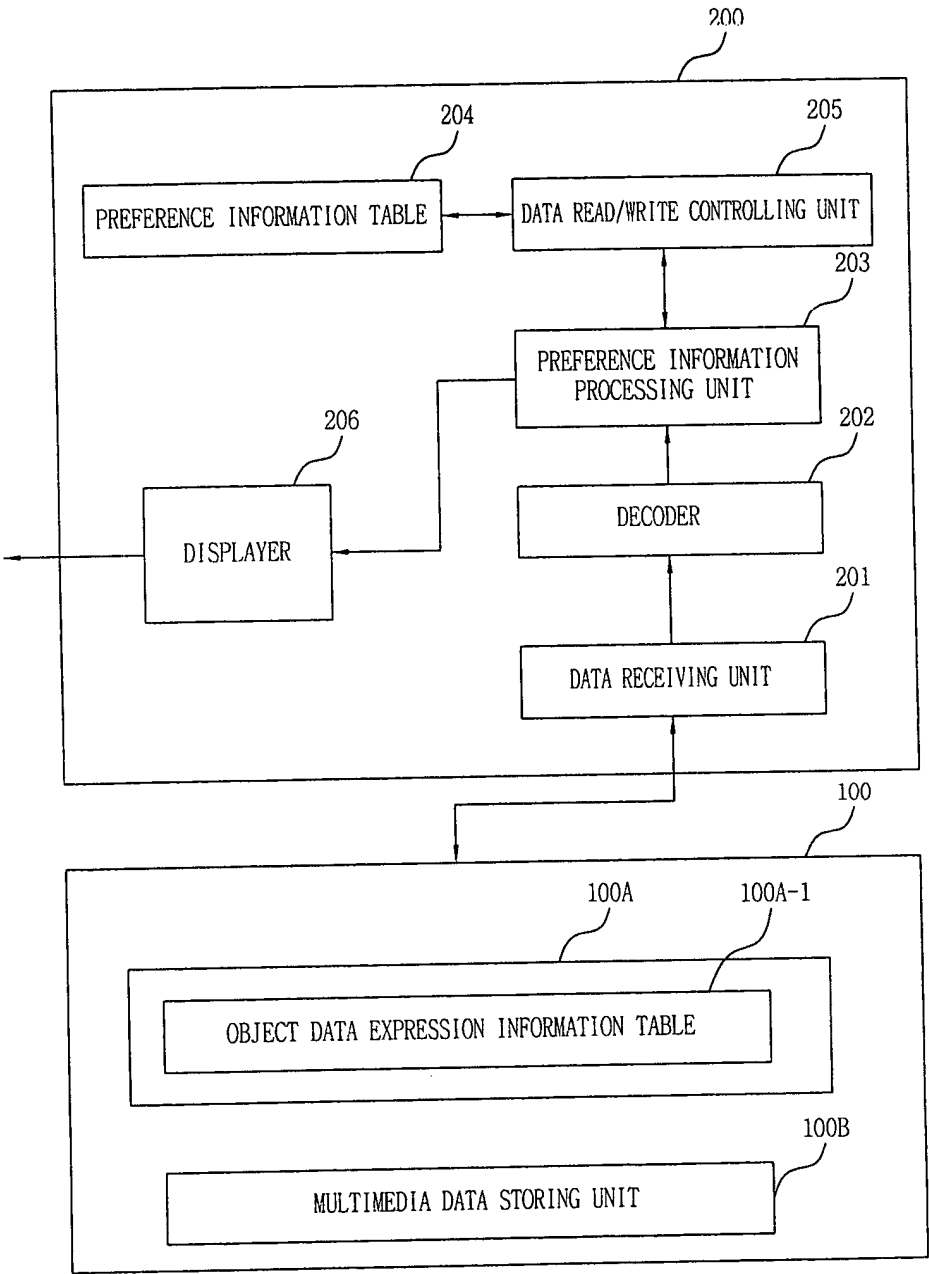 200
204
205
PREFERENCE INFORMATION TABLE
DATA READ/WRITE CONTROLLING UNIT
203
PREFERENCE INFORMATION
PROCESSING UNIT
206
202
DECODER
DISPLAYER
201
DATA RECEIVING UNIT
100
100A
100A-1
OBJECT DATA EXPRESSION INFORMATION TABLE
100B
MULTIMEDIA DATA STORING UNIT